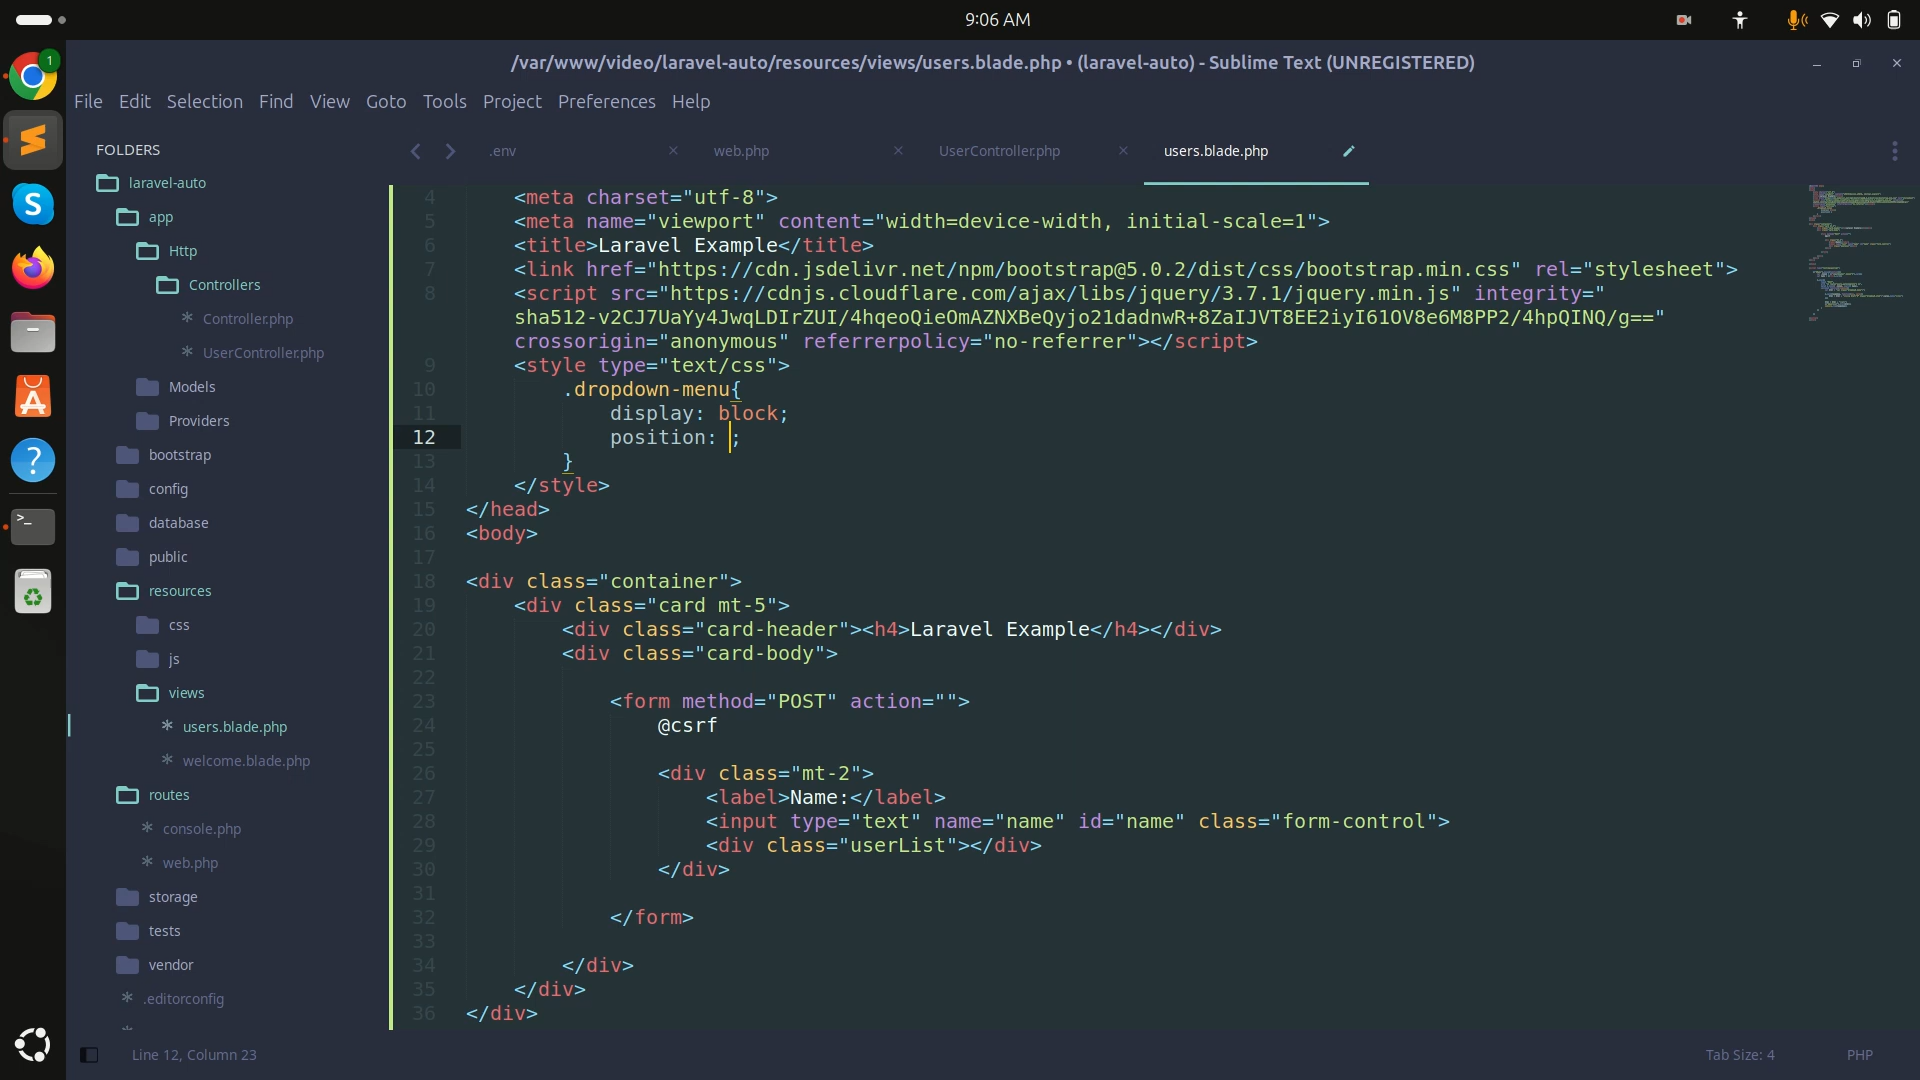 9:06 AM
1
/var/www/video/laravel-auto/resources/views/users.blade.php • (laravel-auto) - Sublime Text (UNREGISTERED)
File Edit Selection Find View Goto Tools Project Preferences Help
FOLDERS
laravel-auto
app
Http
Controllers
Controller.php
UserController.php
Models
Providers
bootstrap
config
database
public
resources
css
js
views
users.blade.php
welcome.blade.php
routes
console.php
web.php
storage
tests
vendor
.editorconfig
.env web.php UserController.php users.blade.php
4 <meta charset="utf-8">
5 <meta name="viewport" content="width=device-width, initial-scale=1">
6 <title>Laravel Example</title>
7 <link href="https://cdn.jsdelivr.net/npm/bootstrap@5.0.2/dist/css/bootstrap.min.css" rel="stylesheet">
8 <script src="https://cdnjs.cloudflare.com/ajax/libs/jquery/3.7.1/jquery.min.js" integrity="
sha512-v2CJ7UaYy4JwqLDIrZUI/4hqeoQieOmAZNXBeQyjo21dadnwR+8ZaIJVT8EE2iyI61OV8e6M8PP2/4hpQINQ/g=="
crossorigin="anonymous" referrerpolicy="no-referrer"></script>
9 <style type="text/css">
10 .dropdown-menu{
11 display: block;
12 position: ;
13 }
14 </style>
15 </head>
16 <body>
17
18 <div class="container">
19 <div class="card mt-5">
20 <div class="card-header"><h4>Laravel Example</h4></div>
21 <div class="card-body">
22
23 <form method="POST" action="">
24 @csrf
25
26 <div class="mt-2">
27 <label>Name:</label>
28 <input type="text" name="name" id="name" class="form-control">
29 <div class="userList"></div>
30 </div>
31
32 </form>
33
34 </div>
35 </div>
36 </div>
Line 12, Column 23
Tab Size: 4
PHP